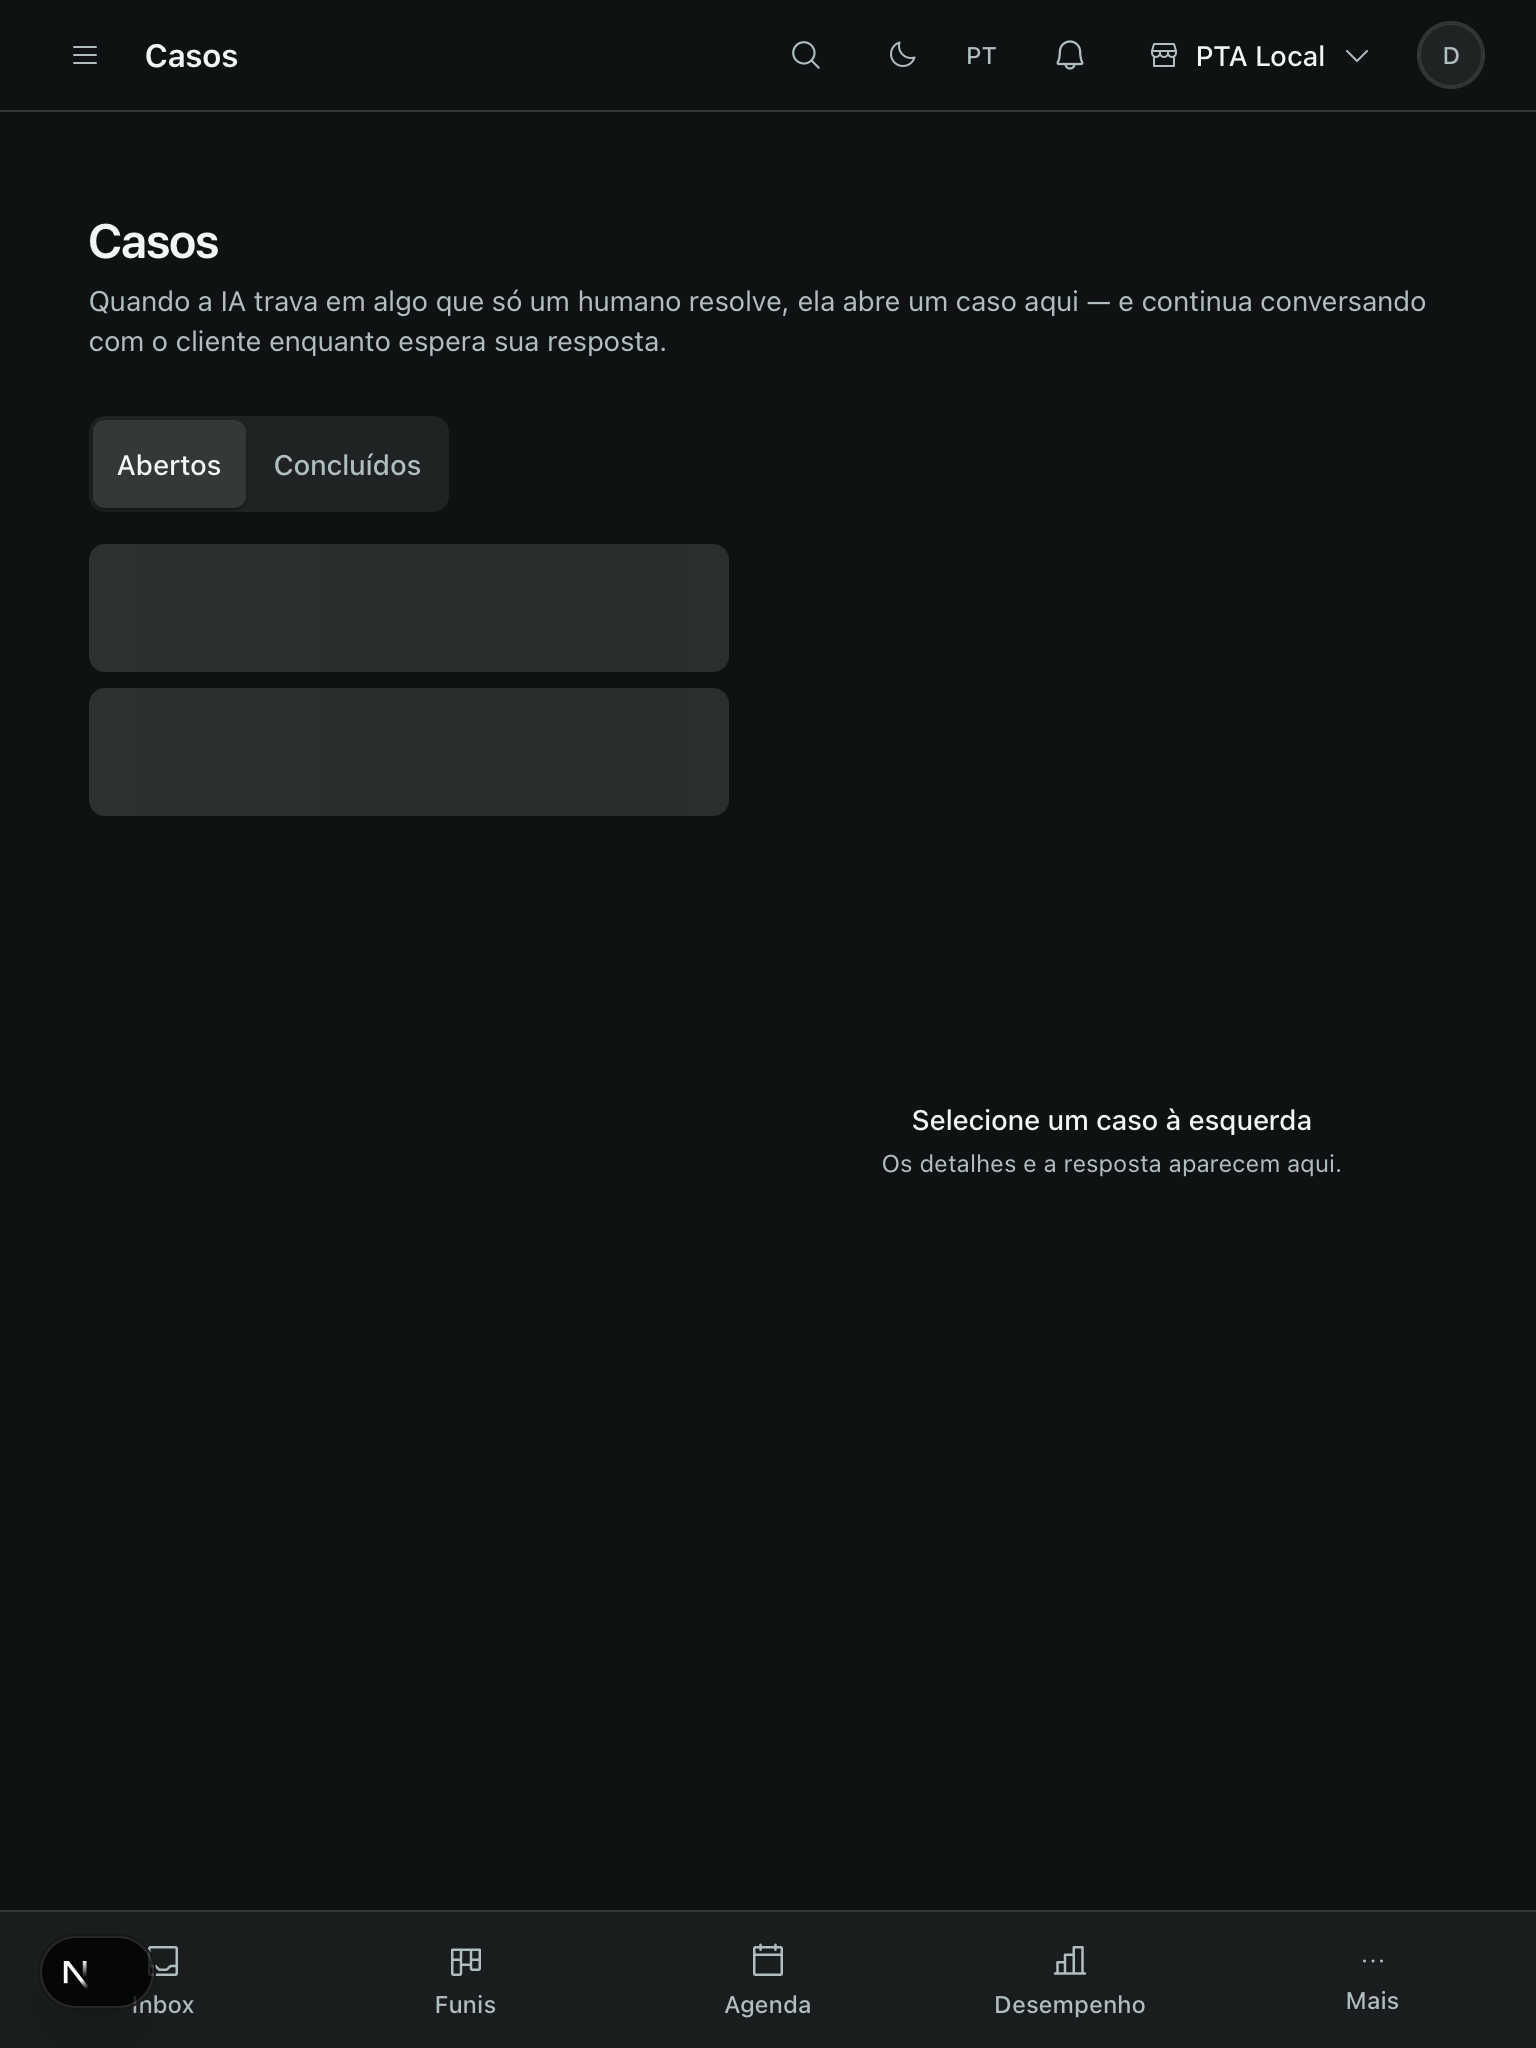 Casos
PT
PTA Local
D
Casos
Quando a IA trava em algo que só um humano resolve, ela abre um caso aqui — e continua conversando
com o cliente enquanto espera sua resposta.
Abertos
Concluídos
Selecione um caso à esquerda
Os detalhes e a resposta aparecem aqui.
N
Inbox
Funis
Agenda
Desempenho
Mais